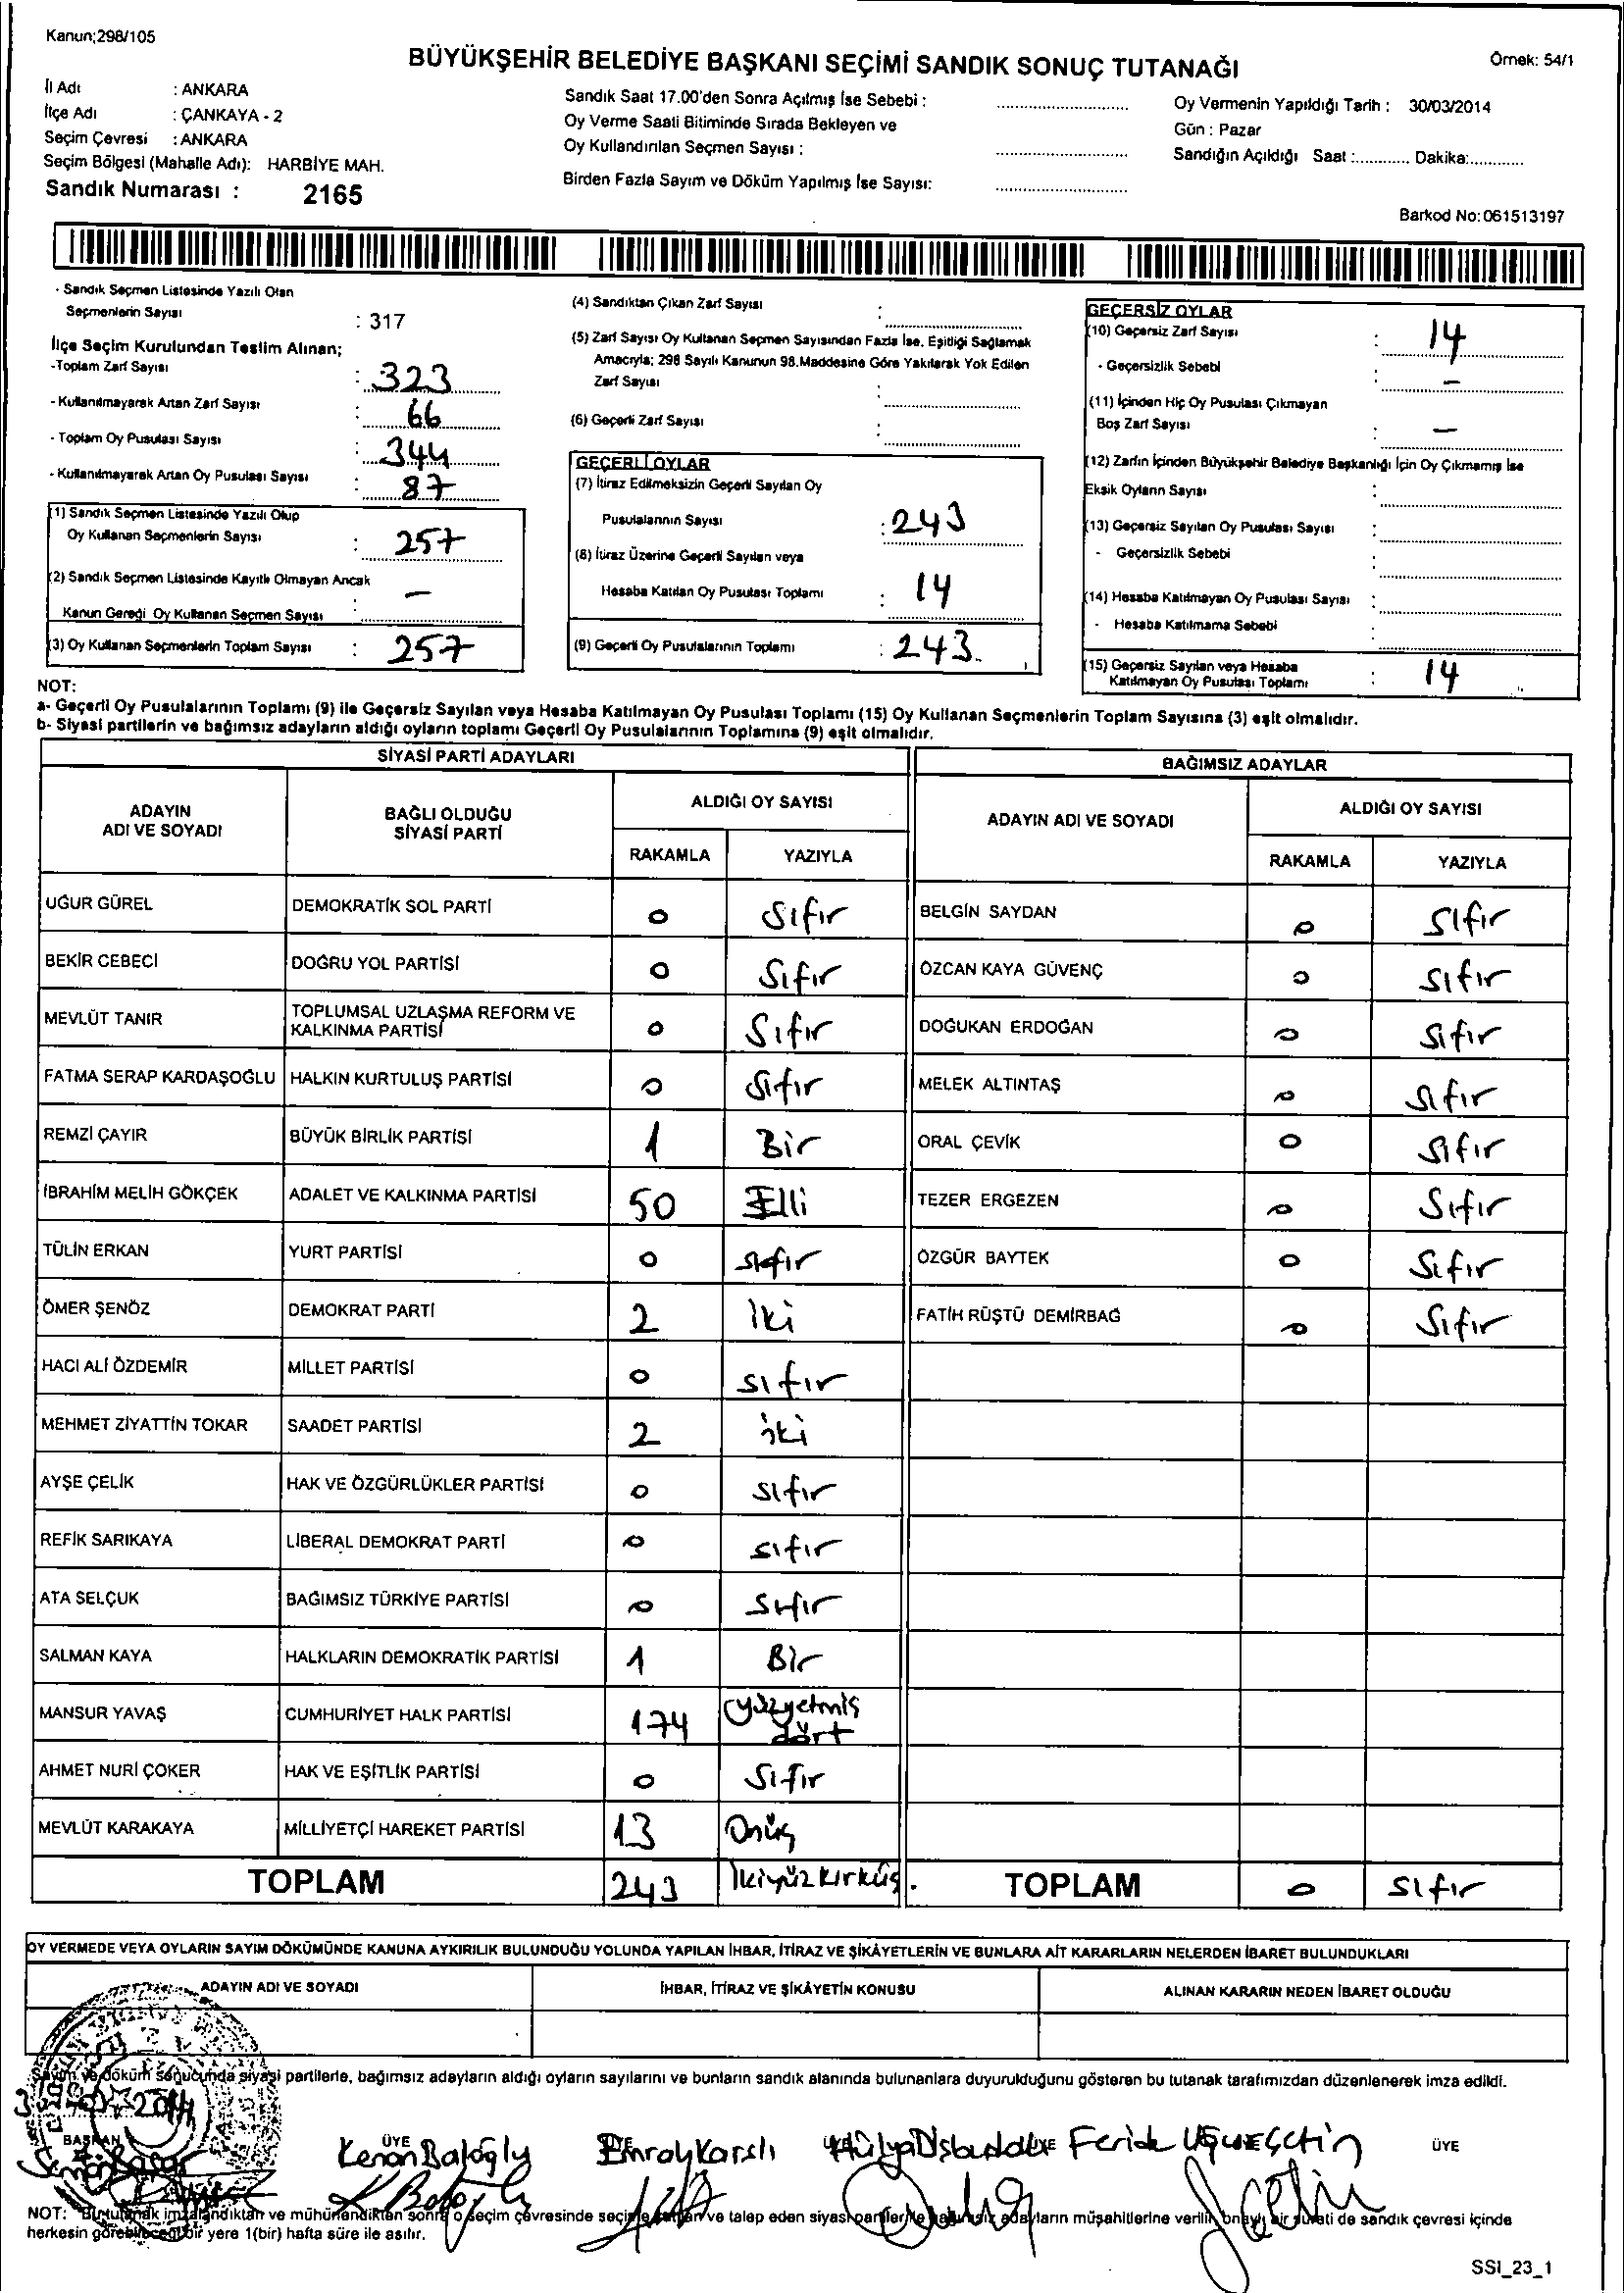 Kanun;298/105
BÜYÜKŞEHİR BELEDİYE BAŞKANI SEÇİMİ SANDIK SONUÇ TUTANAĞI
Örnek: 54/1
İl Adı : ANKARA
İlçe Adı : ÇANKAYA - 2
Seçim Çevresi : ANKARA
Seçim Bölgesi (Mahalle Adı): HARBİYE MAH.
Sandık Numarası : 2165
Sandık Saat 17.00'den Sonra Açılmış İse Sebebi :
Oy Verme Saati Bitiminde Sırada Bekleyen ve
Oy Kullandırılan Seçmen Sayısı :
Birden Fazla Sayım ve Döküm Yapılmış İse Sayısı:
Oy Vermenin Yapıldığı Tarih : 30/03/2014
Gün : Pazar
Sandığın Açıldığı Saat :............ Dakika:............
Barkod No:061513197
- Sandık Seçmen Listesinde Yazılı Olan
Seçmenlerin Sayısı : 317
İlçe Seçim Kurulundan Teslim Alınan;
-Toplam Zarf Sayısı : 323
- Kullanılmayarak Artan Zarf Sayısı : 66
- Toplam Oy Pusulası Sayısı : 344
- Kullanılmayarak Artan Oy Pusulası Sayısı : 87
(1) Sandık Seçmen Listesinde Yazılı Olup
Oy Kullanan Seçmenlerin Sayısı : 257
(2) Sandık Seçmen Listesinde Kayıtlı Olmayan Ancak
Kanun Gereği Oy Kullanan Seçmen Sayısı : —
(3) Oy Kullanan Seçmenlerin Toplam Sayısı : 257
(4) Sandıktan Çıkan Zarf Sayısı :
(5) Zarf Sayısı Oy Kullanan Seçmen Sayısından Fazla İse, Eşitliği Sağlamak
Amacıyla; 298 Sayılı Kanunun 98.Maddesine Göre Yakılarak Yok Edilen
Zarf Sayısı :
(6) Geçerli Zarf Sayısı :
GEÇERLİ OYLAR
(7) İtiraz Edilmeksizin Geçerli Sayılan Oy
Pusulalarının Sayısı : 243
(8) İtiraz Üzerine Geçerli Sayılan veya
Hesaba Katılan Oy Pusulası Toplamı : 14
(9) Geçerli Oy Pusulalarının Toplamı : 243.
GEÇERSİZ OYLAR
(10) Geçersiz Zarf Sayısı : 14
- Geçersizlik Sebebi : —
(11) İçinden Hiç Oy Pusulası Çıkmayan
Boş Zarf Sayısı : —
(12) Zarfın İçinden Büyükşehir Belediye Başkanlığı İçin Oy Çıkmamış İse
Eksik Oyların Sayısı :
(13) Geçersiz Sayılan Oy Pusulası Sayısı :
- Geçersizlik Sebebi :
(14) Hesaba Katılmayan Oy Pusulası Sayısı :
- Hesaba Katılmama Sebebi :
(15) Geçersiz Sayılan veya Hesaba
Katılmayan Oy Pusulası Toplamı : 14
NOT:
a- Geçerli Oy Pusulalarının Toplamı (9) ile Geçersiz Sayılan veya Hesaba Katılmayan Oy Pusulası Toplamı (15) Oy Kullanan Seçmenlerin Toplam Sayısına (3) eşit olmalıdır.
b- Siyasi partilerin ve bağımsız adayların aldığı oyların toplamı Geçerli Oy Pusulalarının Toplamına (9) eşit olmalıdır.
SİYASİ PARTİ ADAYLARI
ADAYIN ADI VE SOYADI BAĞLI OLDUĞU SİYASİ PARTİ ALDIĞI OY SAYISI
RAKAMLA YAZIYLA
UĞUR GÜREL DEMOKRATİK SOL PARTİ 0 Sıfır
BEKİR CEBECİ DOĞRU YOL PARTİSİ 0 Sıfır
MEVLÜT TANIR TOPLUMSAL UZLAŞMA REFORM VE KALKINMA PARTİSİ 0 Sıfır
FATMA SERAP KARDAŞOĞLU HALKIN KURTULUŞ PARTİSİ 0 Sıfır
REMZİ ÇAYIR BÜYÜK BİRLİK PARTİSİ 1 Bir
İBRAHİM MELİH GÖKÇEK ADALET VE KALKINMA PARTİSİ 50 Elli
TÜLİN ERKAN YURT PARTİSİ 0 sıfır
ÖMER ŞENÖZ DEMOKRAT PARTİ 2 İki
HACI ALİ ÖZDEMİR MİLLET PARTİSİ 0 sıfır
MEHMET ZİYATTİN TOKAR SAADET PARTİSİ 2 iki
AYŞE ÇELİK HAK VE ÖZGÜRLÜKLER PARTİSİ 0 sıfır
REFİK SARIKAYA LİBERAL DEMOKRAT PARTİ 0 sıfır
ATA SELÇUK BAĞIMSIZ TÜRKİYE PARTİSİ 0 Sıfır
SALMAN KAYA HALKLARIN DEMOKRATİK PARTİSİ 1 Bir
MANSUR YAVAŞ CUMHURİYET HALK PARTİSİ 174 yüzyetmiş dört
AHMET NURİ ÇOKER HAK VE EŞİTLİK PARTİSİ 0 Sıfır
MEVLÜT KARAKAYA MİLLİYETÇİ HAREKET PARTİSİ 13 Onüç
TOPLAM 243 İkiyüzkırküç.
BAĞIMSIZ ADAYLAR
ADAYIN ADI VE SOYADI ALDIĞI OY SAYISI
RAKAMLA YAZIYLA
BELGİN SAYDAN 0 Sıfır
ÖZCAN KAYA GÜVENÇ 0 Sıfır
DOĞUKAN ERDOĞAN 0 Sıfır
MELEK ALTINTAŞ 0 Sıfır
ORAL ÇEVİK 0 Sıfır
TEZER ERGEZEN 0 Sıfır
ÖZGÜR BAYTEK 0 Sıfır
FATİH RÜŞTÜ DEMİRBAĞ 0 Sıfır
TOPLAM 0 sıfır
OY VERMEDE VEYA OYLARIN SAYIM DÖKÜMÜNDE KANUNA AYKIRILIK BULUNDUĞU YOLUNDA YAPILAN İHBAR, İTİRAZ VE ŞİKÂYETLERİN VE BUNLARA AİT KARARLARIN NELERDEN İBARET BULUNDUKLARI
ADAYIN ADI VE SOYADI İHBAR, İTİRAZ VE ŞİKÂYETİN KONUSU ALINAN KARARIN NEDEN İBARET OLDUĞU
Sayım ve döküm sonucunda siyasi partilerle, bağımsız adayların aldığı oyların sayılarını ve bunların sandık alanında bulunanlara duyurulduğunu gösteren bu tutanak tarafımızdan düzenlenerek imza edildi.
2014
BAŞKAN ÜYE ÜYE ÜYE
Kenan Baloğlu Emray Karslı Hülya Feride Çetin
NOT: Bu tutanak imzalandıktan ve mühürlendikten sonra o seçim çevresinde seçime katılan ve talep eden siyasi partiler ile bağımsız adayların müşahitlerine verilir, onaylı bir sureti de sandık çevresi içinde
herkesin görebileceği bir yere 1(bir) hafta süre ile asılır.
SSI_23_1